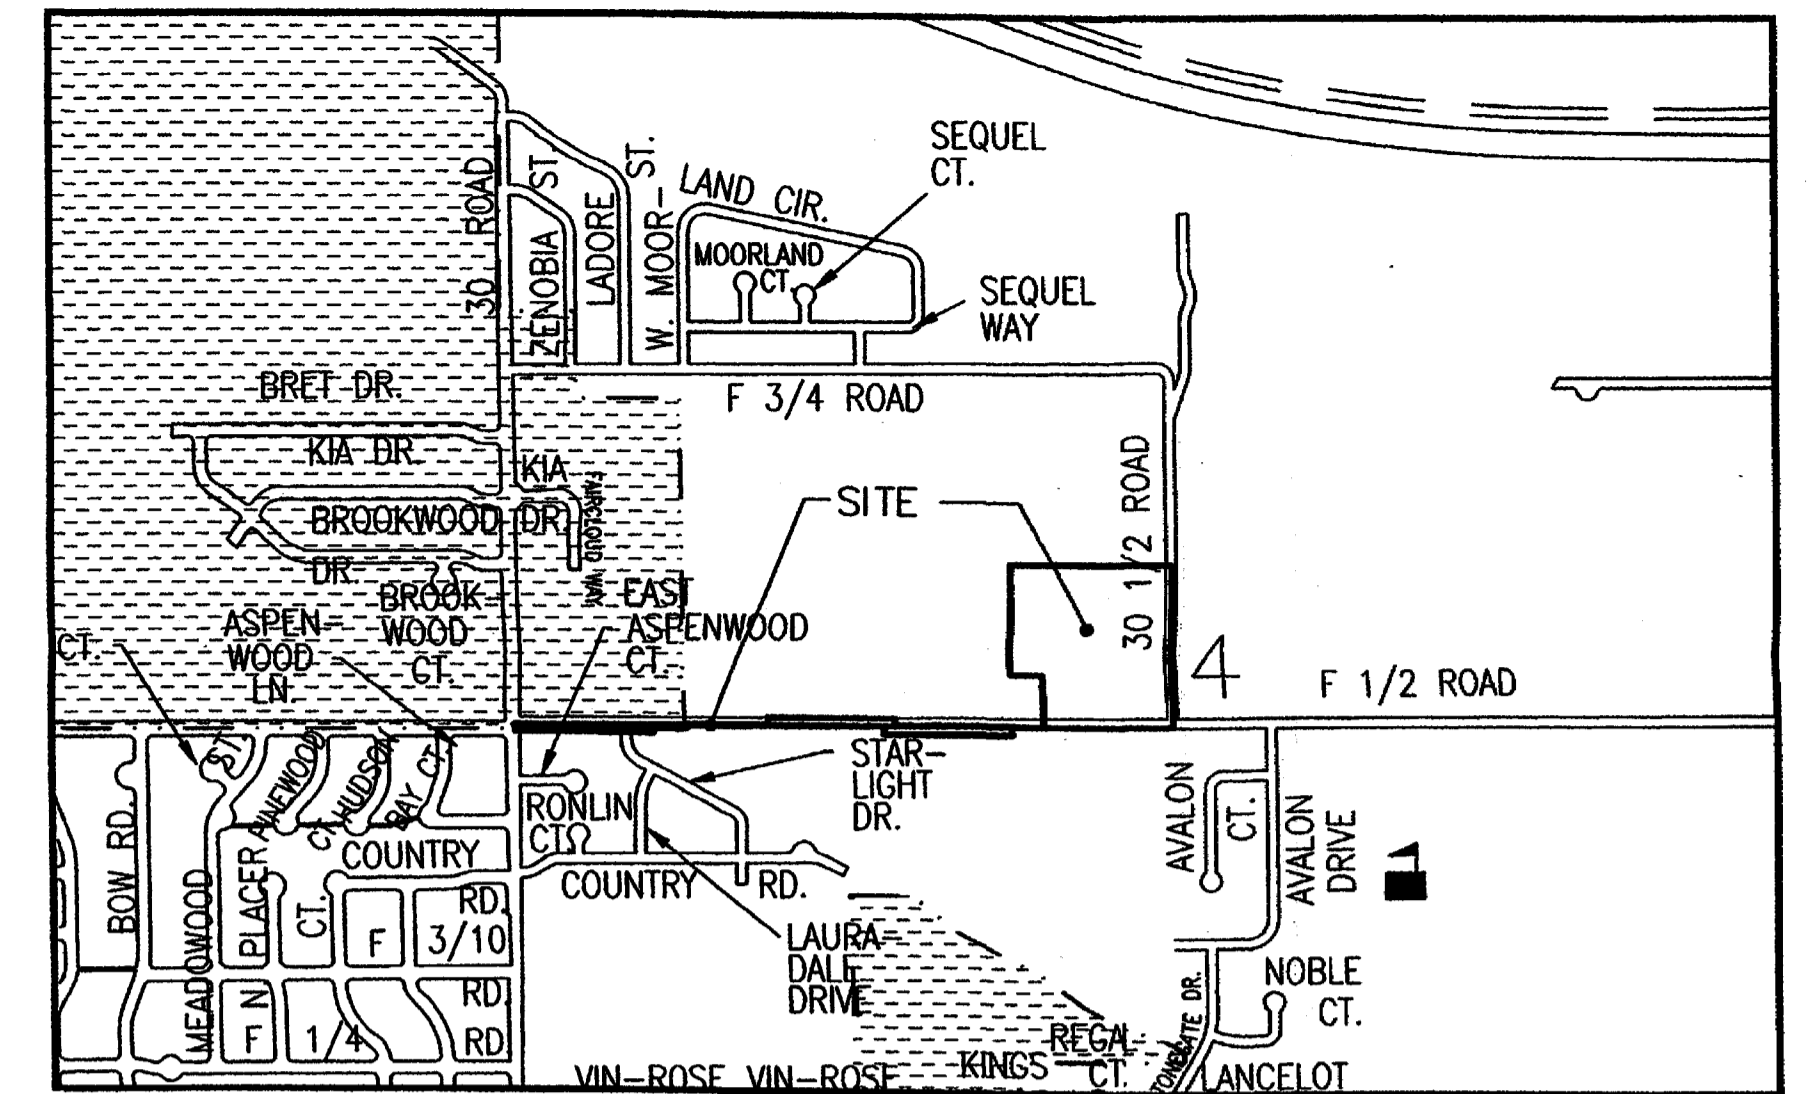 SEQUEL
CT.
ST.
LAND CIR.
30 ROAD
ZENOBIA ST.
LADORE
W. MOOR-
MOORLAND
CT.
SEQUEL
WAY
BRET DR.
F 3/4 ROAD
KIA DR.
KIA
FAIRCLOUD WAY
SITE
30 1/2 ROAD
BROOKWOOD DR.
DR.
BROOK-
WOOD
CT.
EAST
ASPENWOOD
CT.
ASPEN-
WOOD
LN
CT.
4
F 1/2 ROAD
ST.
PINEWOOD
CT.
HUDSON
BAY CT.
STAR-
LIGHT
DR.
RONLIN
CT.
AVALON
CT.
AVALON
DRIVE
BOW RD.
MEADOWOOD
N PLACER
CT.
COUNTRY
RD.
COUNTRY RD.
F 3/10
RD.
LAURA-
DALE
DRIVE
F 1/4
RD.
NOBLE
CT.
REGAL
CT.
KINGS
TONEGATE DR.
LANCELOT
VIN-ROSE VIN-ROSE